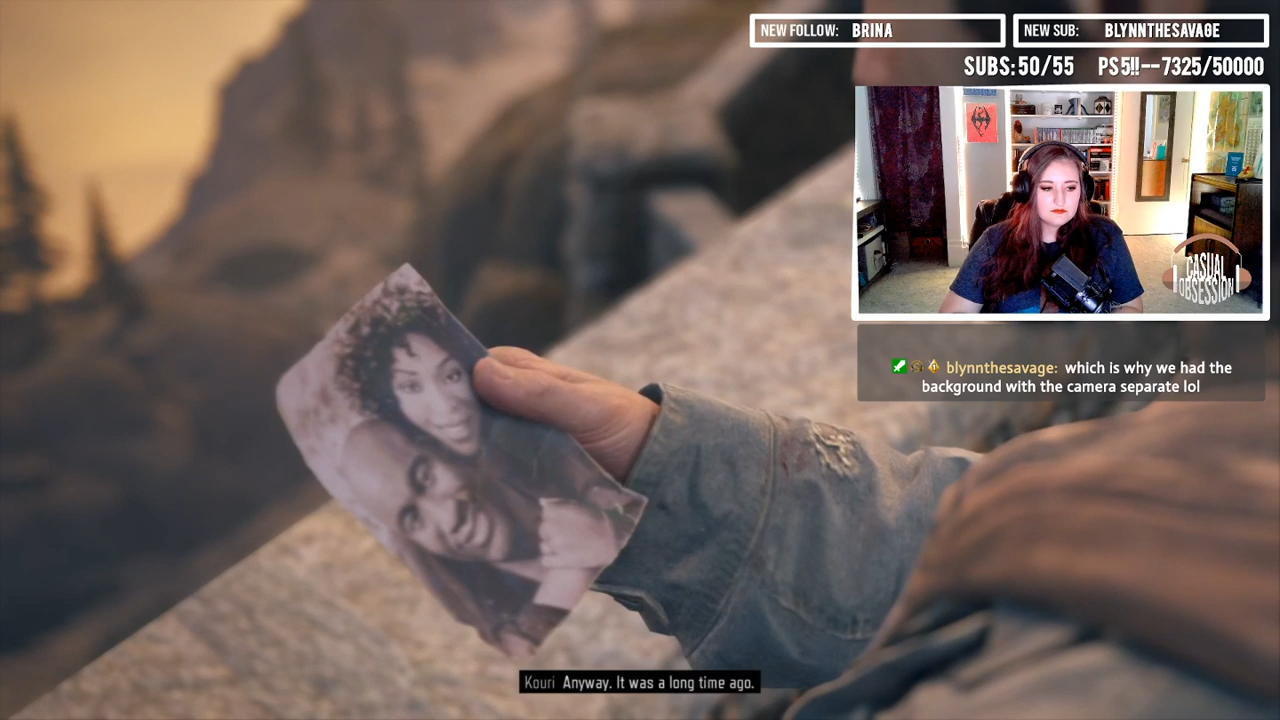 NEW FOLLOW: BRINA
NEW SUB: BLYNNTHESAVAGE
SUBS: 50/55 PS5!!--7325/50000
CASUAL
OBSESSION
blynnthesavage: which is why we had the
background with the camera separate lol
Kouri Anyway. It was a long time ago.